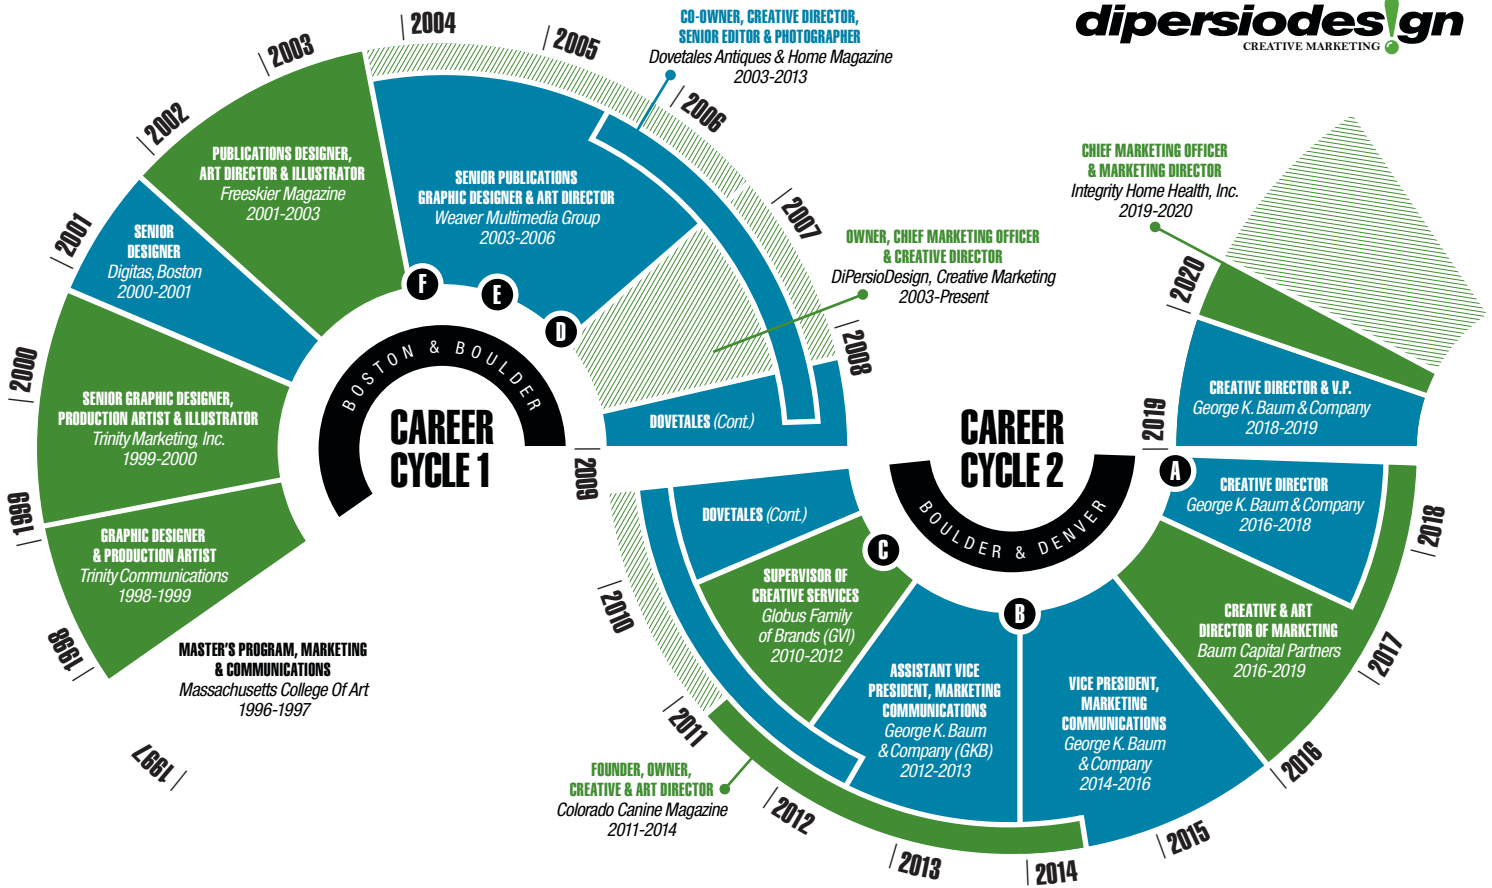 dipersiodes!gn
CREATIVE MARKETING
1997
1998
1999
2000
2001
2002
2003
2004
2005
2006
2007
2008
2009
MASTER'S PROGRAM, MARKETING
& COMMUNICATIONS
Massachusetts College Of Art
1996-1997
GRAPHIC DESIGNER
& PRODUCTION ARTIST
Trinity Communications
1998-1999
SENIOR GRAPHIC DESIGNER,
PRODUCTION ARTIST & ILLUSTRATOR
Trinity Marketing, Inc.
1999-2000
SENIOR
DESIGNER
Digitas, Boston
2000-2001
PUBLICATIONS DESIGNER,
ART DIRECTOR & ILLUSTRATOR
Freeskier Magazine
2001-2003
SENIOR PUBLICATIONS
GRAPHIC DESIGNER & ART DIRECTOR
Weaver Multimedia Group
2003-2006
CO-OWNER, CREATIVE DIRECTOR,
SENIOR EDITOR & PHOTOGRAPHER
Dovetales Antiques & Home Magazine
2003-2013
OWNER, CHIEF MARKETING OFFICER
& CREATIVE DIRECTOR
DiPersioDesign, Creative Marketing
2003-Present
DOVETALES (Cont.)
F
E
D
BOSTON & BOULDER
CAREER
CYCLE 1
DOVETALES (Cont.)
SUPERVISOR OF
CREATIVE SERVICES
Globus Family
of Brands (GVI)
2010-2012
ASSISTANT VICE
PRESIDENT, MARKETING
COMMUNICATIONS
George K. Baum
& Company (GKB)
2012-2013
VICE PRESIDENT,
MARKETING
COMMUNICATIONS
George K. Baum
& Company
2014-2016
CREATIVE & ART
DIRECTOR OF MARKETING
Baum Capital Partners
2016-2019
CREATIVE DIRECTOR
George K. Baum & Company
2016-2018
CREATIVE DIRECTOR & V.P.
George K. Baum & Company
2018-2019
CHIEF MARKETING OFFICER
& MARKETING DIRECTOR
Integrity Home Health, Inc.
2019-2020
FOUNDER, OWNER,
CREATIVE & ART DIRECTOR
Colorado Canine Magazine
2011-2014
C
B
A
CAREER
CYCLE 2
BOULDER & DENVER
2010
2011
2012
2013
2014
2015
2016
2017
2018
2019
2020